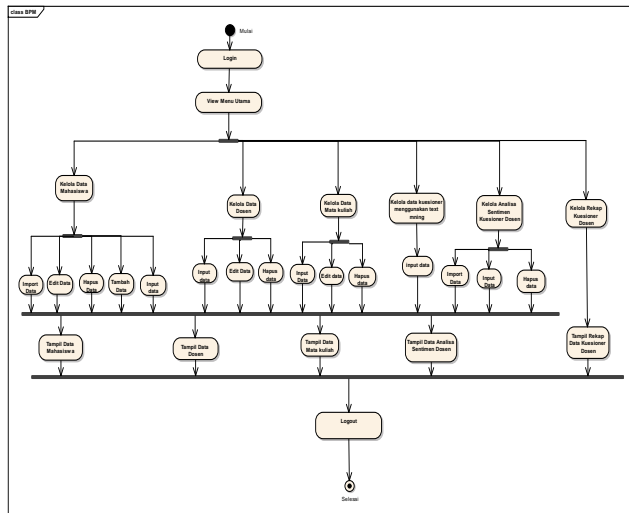 class BPM
Mulai
Login
View Menu Utama
Kelola Data
Mahasiswa
Kelola Data
Dosen
Kelola Data
Mata kuliah
Kelola data kussioner
menggunakan text
mning
Kelola Analisa
Sentimen
Kuesioner Dosen
Kelola Rekap
Kuesioner
Dosen
Import
Data
Edit Data
Hapus
Data
Tambah
Data
Input
data
Input
data
Edit Data
Hapus
data
Input
Data
Edit data
Hapus
data
input data
Import
Data
Input
Data
Hapus
data
Tampil Data
Mahasiswa
Tampil Data
Dosen
Tampil Data
Mata kuliah
Tampil Data Analisa
Sentimen Dosen
Tampil Rekap
Data Kuessioner
Dosen
Logout
Selesai